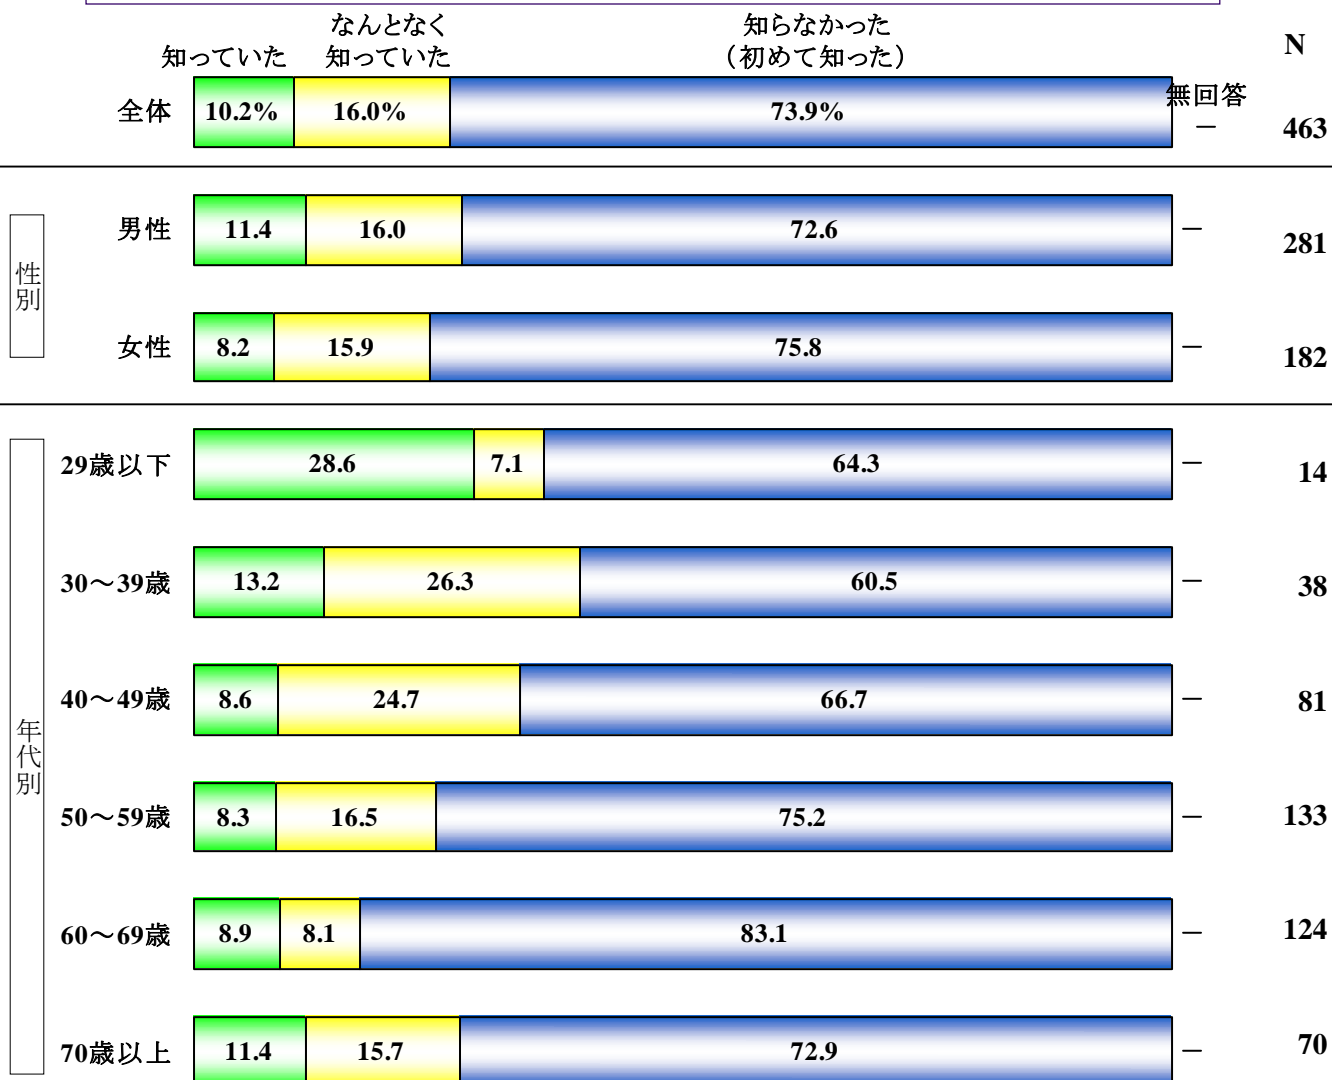 なんとなく
知らなかった
知っていた
知っていた
(初めて知った)
N
全体
10.2%
16.0%
73.9%
無回答
－
463
性別
男性
11.4
16.0
72.6
－
281
女性
8.2
15.9
75.8
－
182
年代別
29歳以下
28.6
7.1
64.3
－
14
30～39歳
13.2
26.3
60.5
－
38
40～49歳
8.6
24.7
66.7
－
81
50～59歳
8.3
16.5
75.2
－
133
60～69歳
8.9
8.1
83.1
－
124
70歳以上
11.4
15.7
72.9
－
70